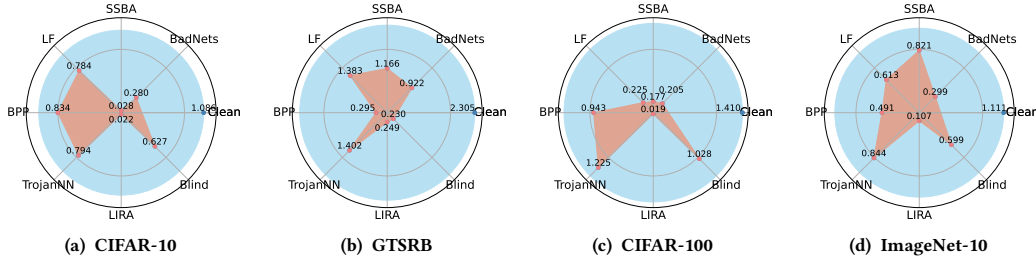 SSBA
LF
BadNets
0.784
0.280
BPP
0.834
0.028
0.022
1.086
Clean
0.794
0.627
TrojanNN
Blind
LIRA
(a) CIFAR-10
SSBA
LF
BadNets
1.166
1.383
0.922
BPP
0.295
0.230
2.305
Clean
0.249
1.402
TrojanNN
Blind
LIRA
(b) GTSRB
SSBA
LF
BadNets
0.225
0.177
0.205
BPP
0.943
0.019
1.410
Clean
1.225
1.028
TrojanNN
Blind
LIRA
(c) CIFAR-100
SSBA
LF
BadNets
0.821
0.613
0.299
BPP
0.491
0.107
1.111
Clean
0.844
0.599
TrojanNN
Blind
LIRA
(d) ImageNet-10